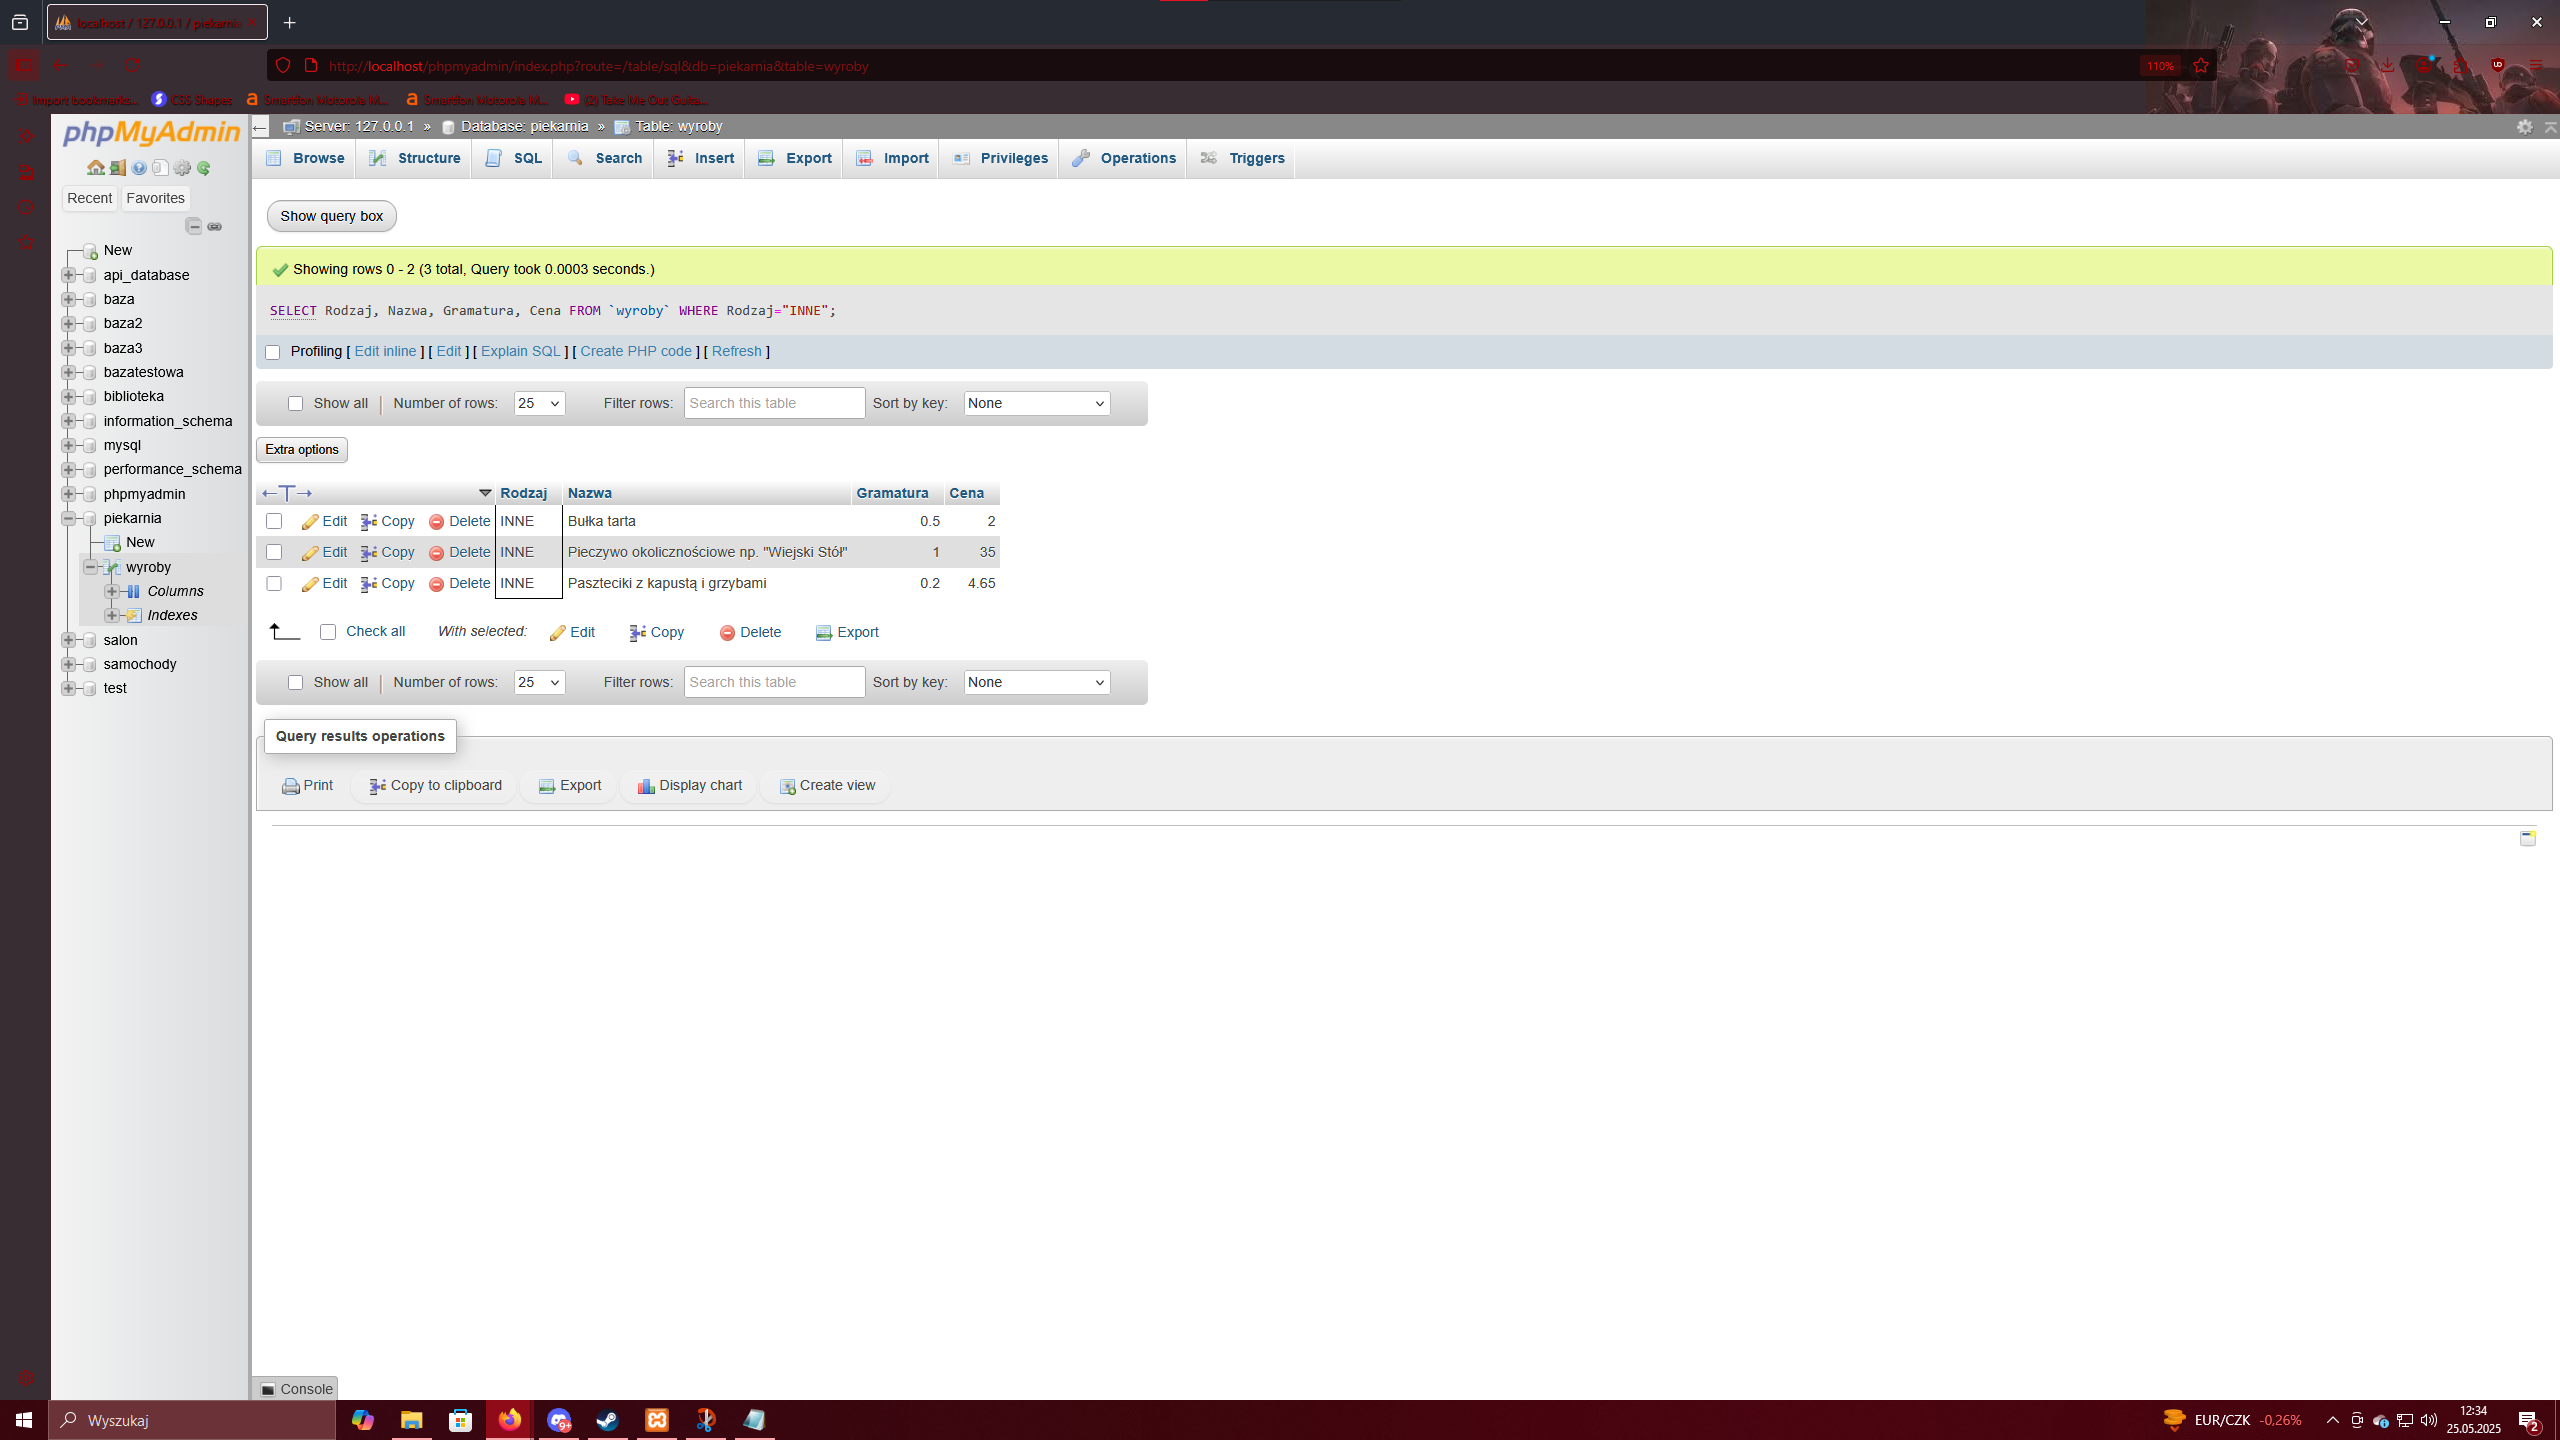 localhost / 127.0.0.1 / piekarnia
http://localhost/phpmyadmin/index.php?route=/table/sql&db=piekarnia&table=wyroby
110%
Import bookmarks...
CSS Shapes
Smartfon Motorola M...
Smartfon Motorola M...
(2) Take Me Out Guita...
phpMyAdmin
Recent
Favorites
New
api_database
baza
baza2
baza3
bazatestowa
biblioteka
information_schema
mysql
performance_schema
phpmyadmin
piekarnia
New
wyroby
Columns
Indexes
salon
samochody
test
Server: 127.0.0.1 » Database: piekarnia » Table: wyroby
Browse
Structure
SQL
Search
Insert
Export
Import
Privileges
Operations
Triggers
Show query box
Showing rows 0 - 2 (3 total, Query took 0.0003 seconds.)
SELECT Rodzaj, Nazwa, Gramatura, Cena FROM `wyroby` WHERE Rodzaj="INNE";
Profiling [ Edit inline ] [ Edit ] [ Explain SQL ] [ Create PHP code ] [ Refresh ]
Show all | Number of rows: 25 Filter rows: Search this table Sort by key: None
Extra options
←T→ Rodzaj Nazwa Gramatura Cena
Edit Copy Delete INNE Bułka tarta 0.5 2
Edit Copy Delete INNE Pieczywo okolicznościowe np. "Wiejski Stół" 1 35
Edit Copy Delete INNE Paszteciki z kapustą i grzybami 0.2 4.65
Check all With selected: Edit Copy Delete Export
Show all | Number of rows: 25 Filter rows: Search this table Sort by key: None
Query results operations
Print
Copy to clipboard
Export
Display chart
Create view
Console
Wyszukaj
9+
EUR/CZK -0,26%
12:34
25.05.2025
2